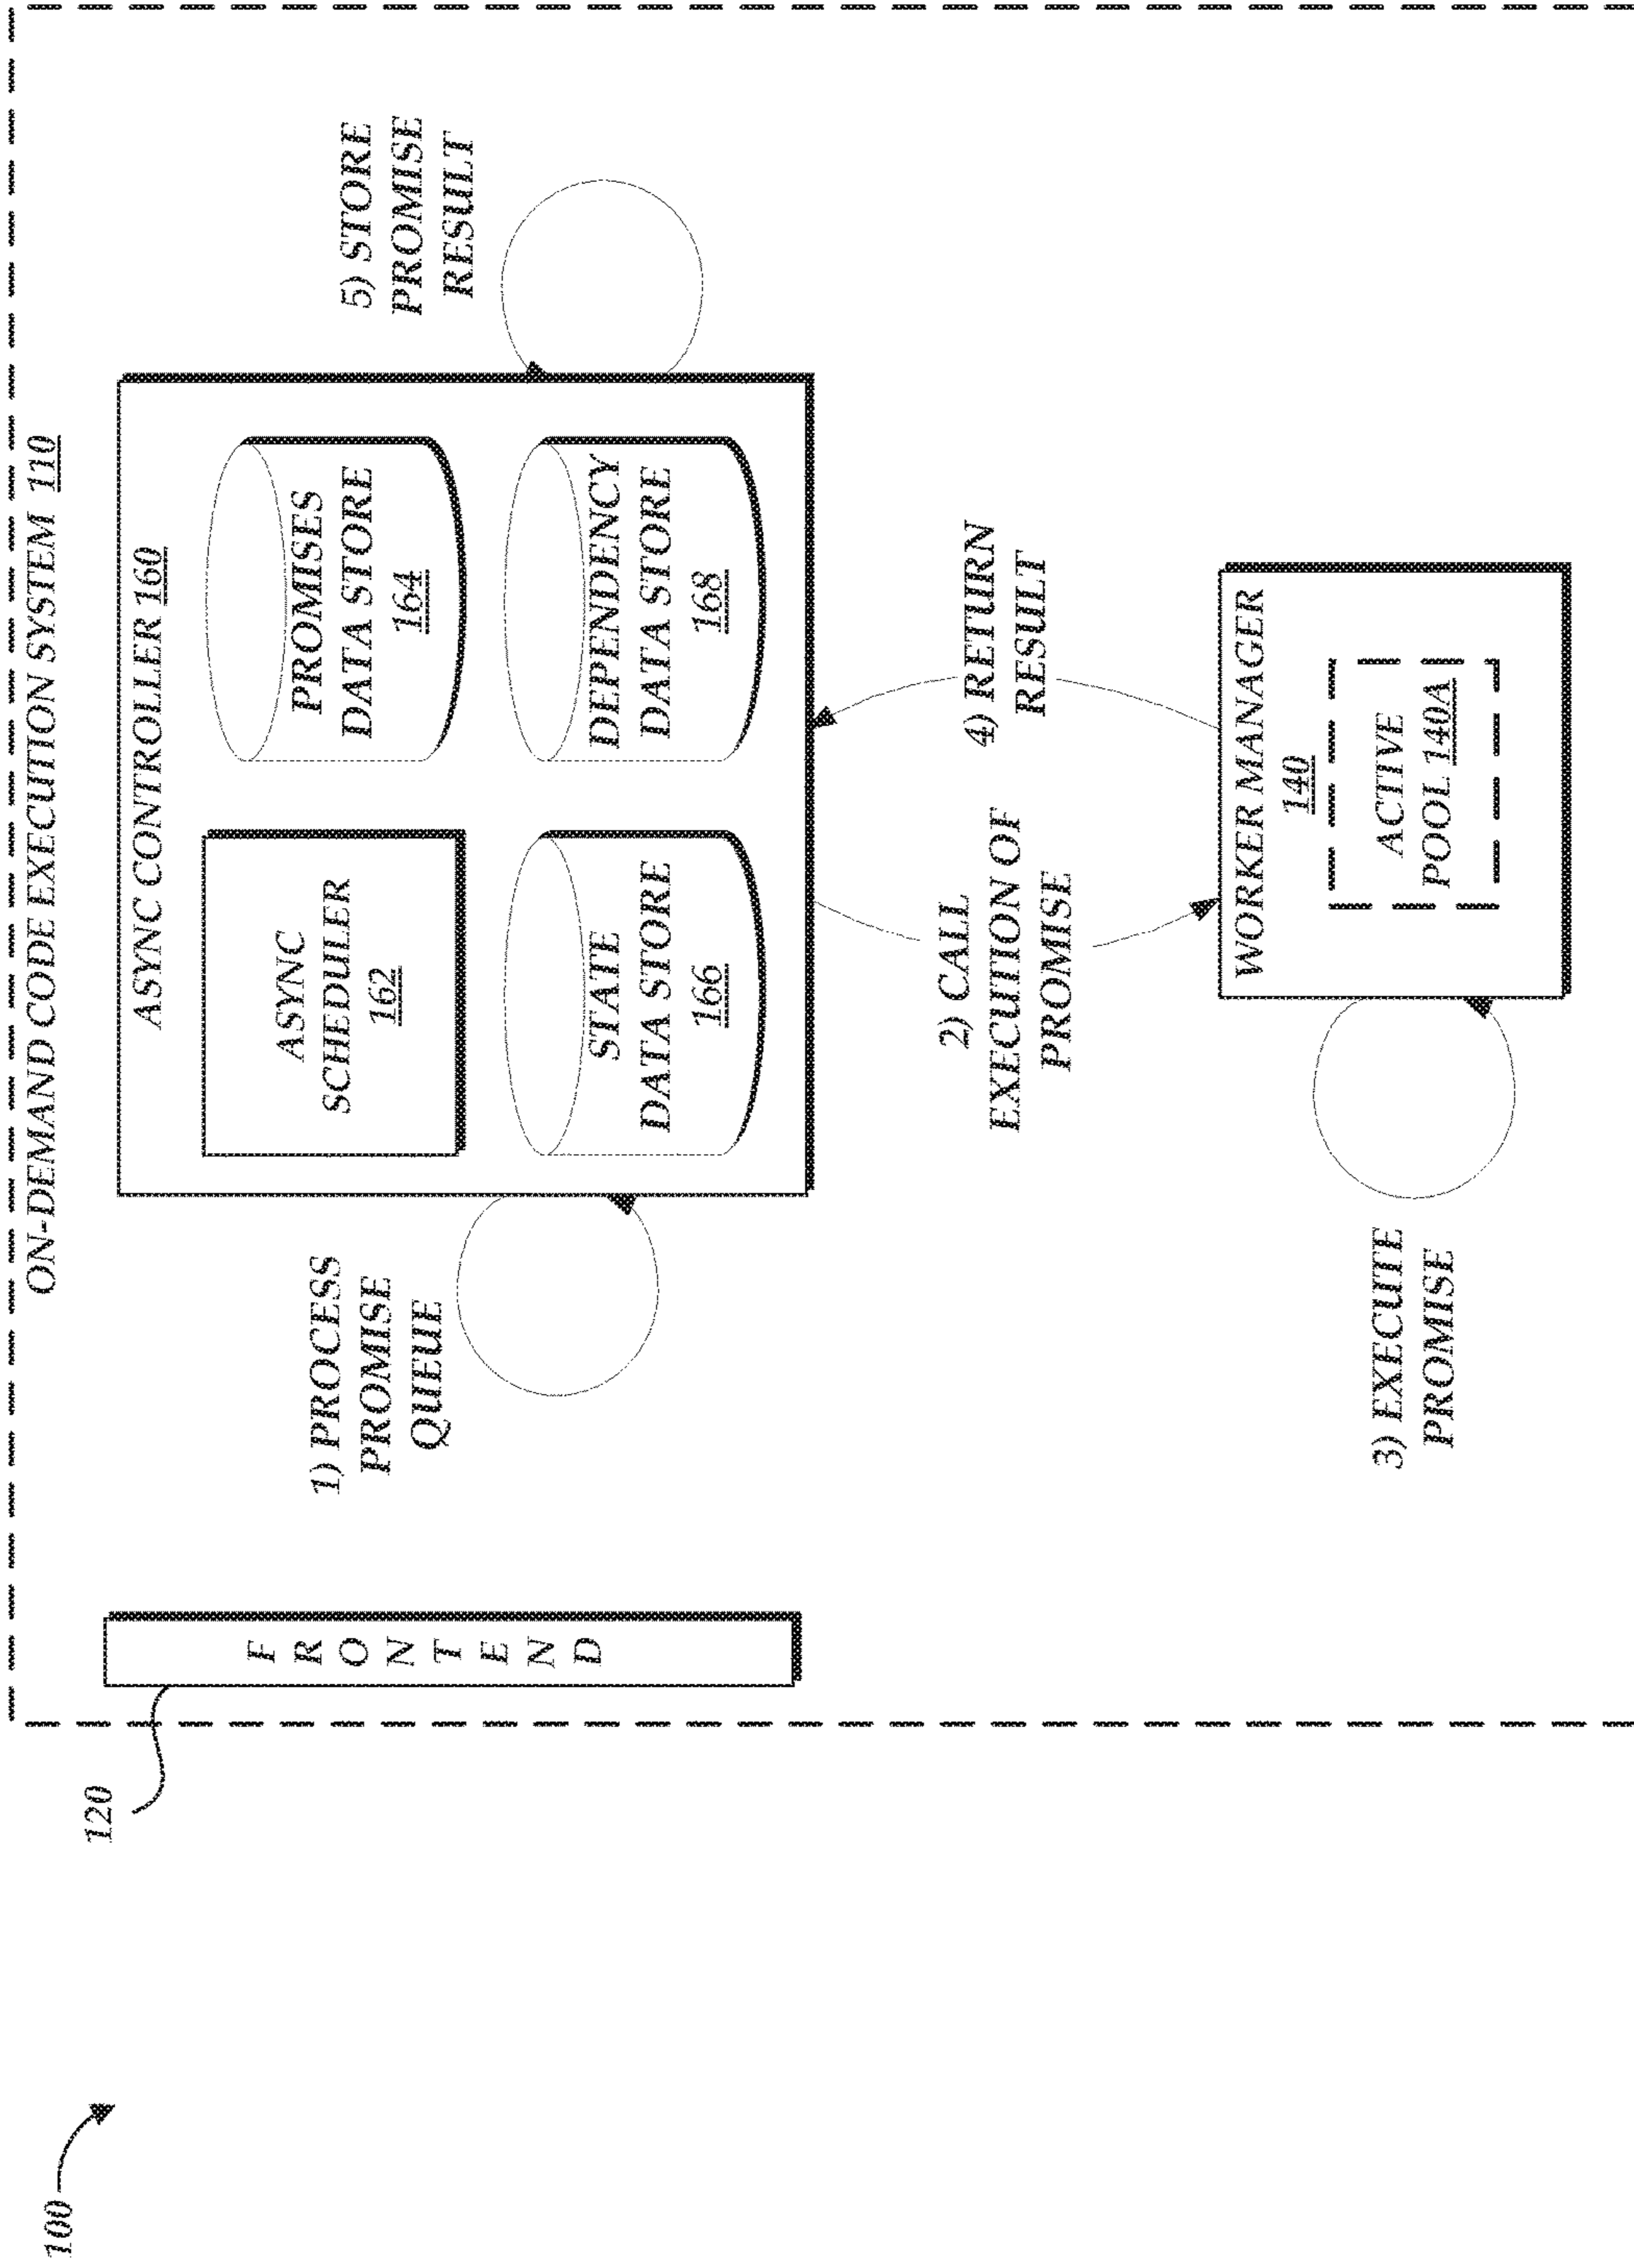 100
120
ON-DEMAND CODE EXECUTION SYSTEM 110
FRONTEND
1) PROCESS
PROMISE
QUEUE
ASYNC CONTROLLER 160
ASYNC
SCHEDULER
162
PROMISES
DATA STORE
164
STATE
DATA STORE
166
DEPENDENCY
DATA STORE
168
5) STORE
PROMISE
RESULT
2) CALL
EXECUTION OF
PROMISE
4) RETURN
RESULT
3) EXECUTE
PROMISE
WORKER MANAGER
140
ACTIVE
POOL 140A